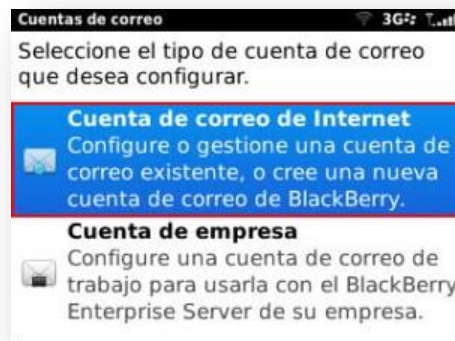 Cuentas de correo 3G
Seleccione el tipo de cuenta de correo
que desea configurar.
Cuenta de correo de Internet
Configure o gestione una cuenta de
correo existente, o cree una nueva
cuenta de correo de BlackBerry.
Cuenta de empresa
Configure una cuenta de correo de
trabajo para usarla con el BlackBerry
Enterprise Server de su empresa.